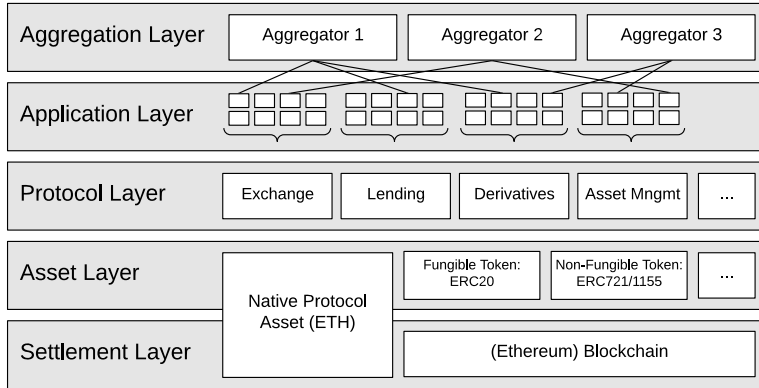 Aggregation Layer
Aggregator 1
Aggregator 2
Aggregator 3
Application Layer
Protocol Layer
Exchange
Lending
Derivatives
Asset Mngmt
...
Asset Layer
Native Protocol
Asset (ETH)
Fungible Token:
ERC20
Non-Fungible Token:
ERC721/1155
...
Settlement Layer
(Ethereum) Blockchain